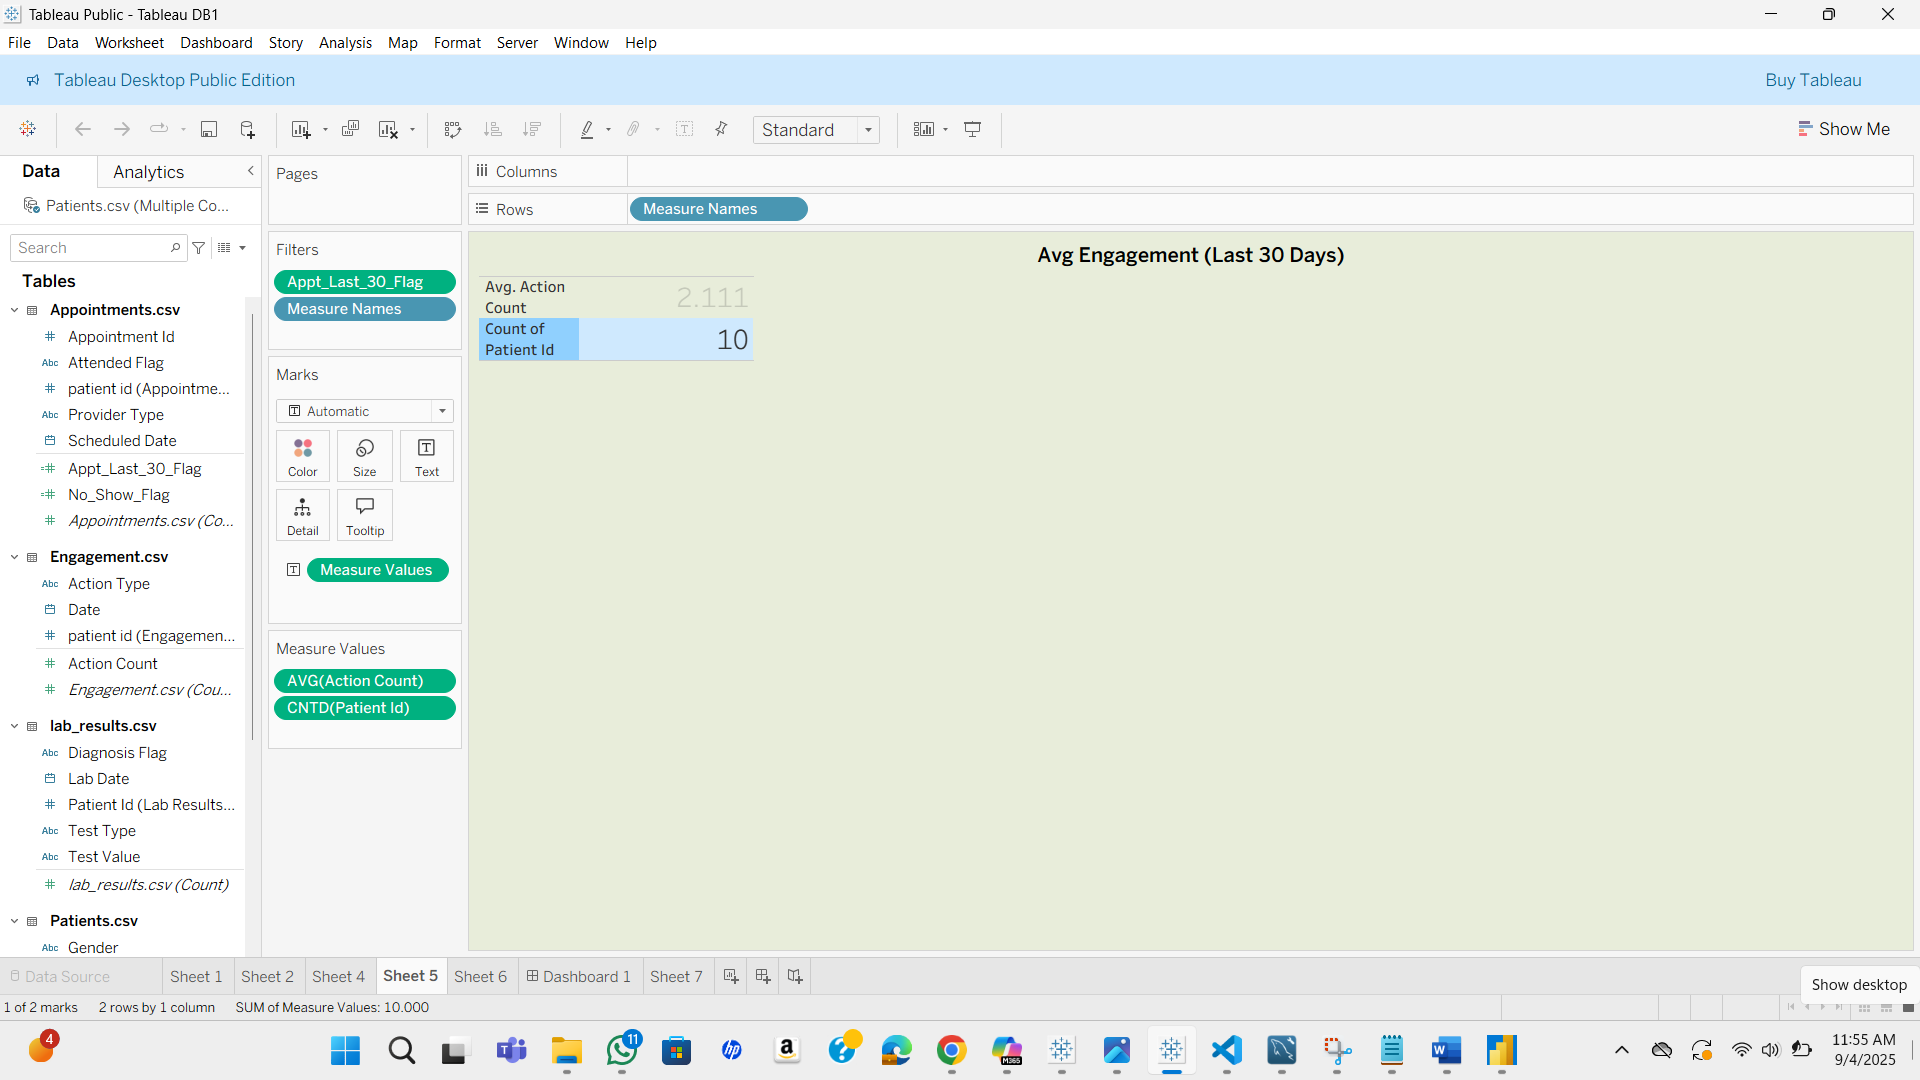 Tableau Public - Tableau DB1
File Data Worksheet Dashboard Story Analysis Map Format Server Window Help
Tableau Desktop Public Edition
Buy Tableau
Standard
Show Me
Data
Analytics
Patients.csv (Multiple Co...
Search
Tables
Appointments.csv
Appointment Id
Abc Attended Flag
patient id (Appointme...
Abc Provider Type
Scheduled Date
Appt_Last_30_Flag
No_Show_Flag
Appointments.csv (Co...
Engagement.csv
Abc Action Type
Date
patient id (Engagemen...
Action Count
Engagement.csv (Cou...
lab_results.csv
Abc Diagnosis Flag
Lab Date
Patient Id (Lab Results...
Abc Test Type
Abc Test Value
lab_results.csv (Count)
Patients.csv
Abc Gender
Pages
Filters
Appt_Last_30_Flag
Measure Names
Marks
Automatic
Color
Size
Text
Detail
Tooltip
Measure Values
Measure Values
AVG(Action Count)
CNTD(Patient Id)
Columns
Rows
Measure Names
Avg Engagement (Last 30 Days)
Avg. Action
Count
2.111
Count of
Patient Id
10
Data Source
Sheet 1
Sheet 2
Sheet 4
Sheet 5
Sheet 6
Dashboard 1
Sheet 7
Show desktop
1 of 2 marks
2 rows by 1 column
SUM of Measure Values: 10.000
4
11
M365
11:55 AM
9/4/2025